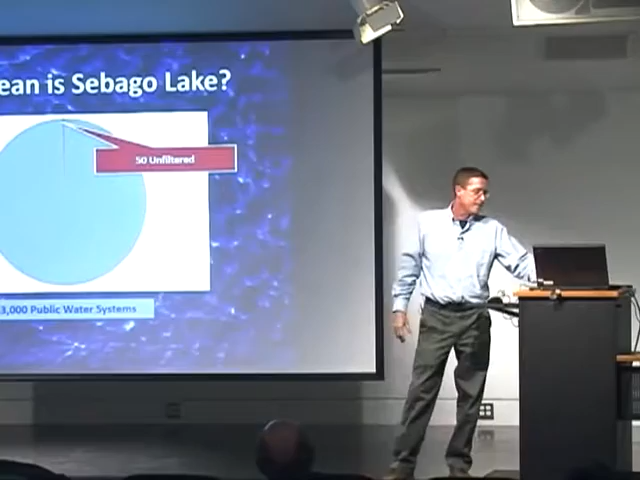 ean is Sebago Lake?
50 Unfiltered
3,000 Public Water Systems